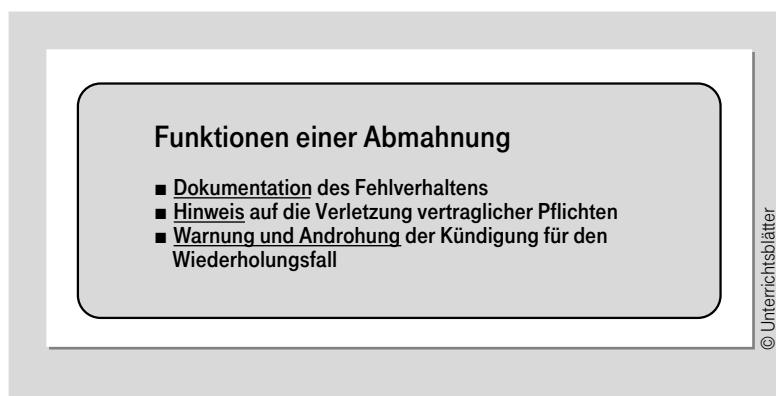 Funktionen einer Abmahnung
■ Dokumentation des Fehlverhaltens
■ Hinweis auf die Verletzung vertraglicher Pflichten
■ Warnung und Androhung der Kündigung für den
Wiederholungsfall
© Unterrichtsblätter